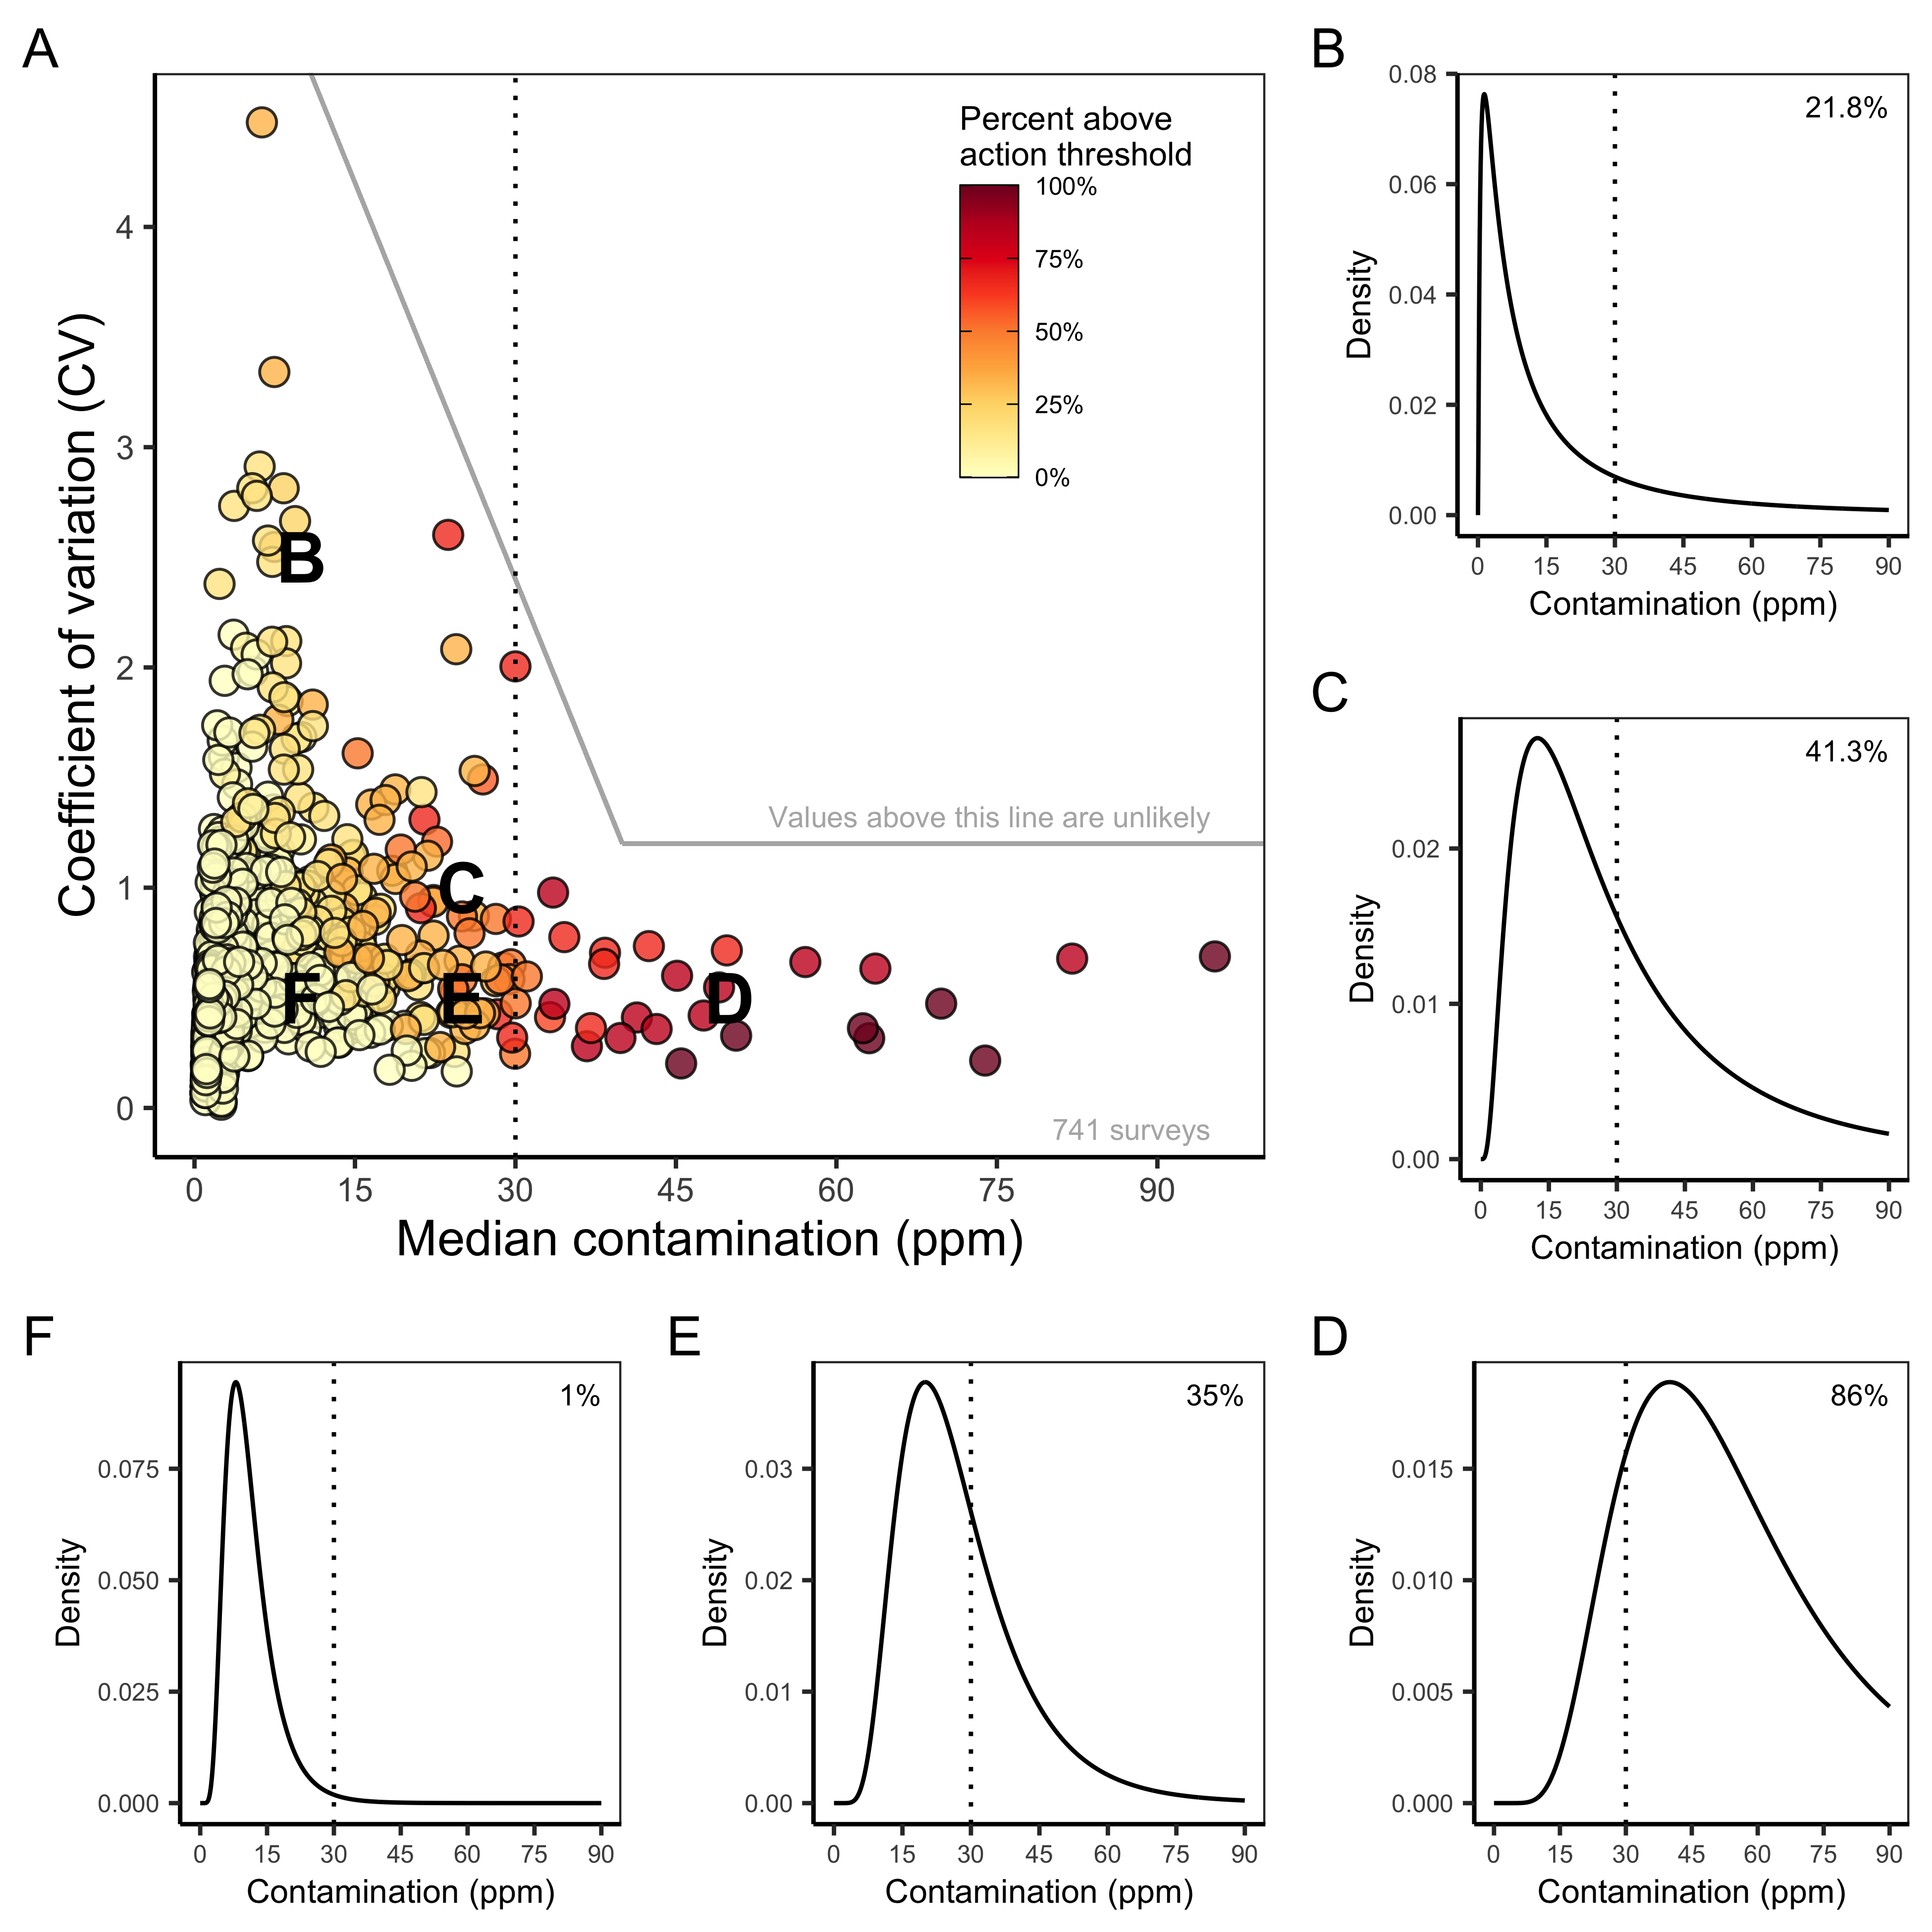 A
Coefficient of variation (CV)
4
3
2
1
0
Percent above
action threshold
100%
75%
50%
25%
0%
B
C
D
E
F
Values above this line are unlikely
741 surveys
0 15 30 45 60 75 90
Median contamination (ppm)
B
Density
0.08
0.06
0.04
0.02
0.00
21.8%
0 15 30 45 60 75 90
Contamination (ppm)
C
Density
0.02
0.01
0.00
41.3%
0 15 30 45 60 75 90
Contamination (ppm)
F
Density
0.075
0.050
0.025
0.000
1%
0 15 30 45 60 75 90
Contamination (ppm)
E
Density
0.03
0.02
0.01
0.00
35%
0 15 30 45 60 75 90
Contamination (ppm)
D
Density
0.015
0.010
0.005
0.000
86%
0 15 30 45 60 75 90
Contamination (ppm)